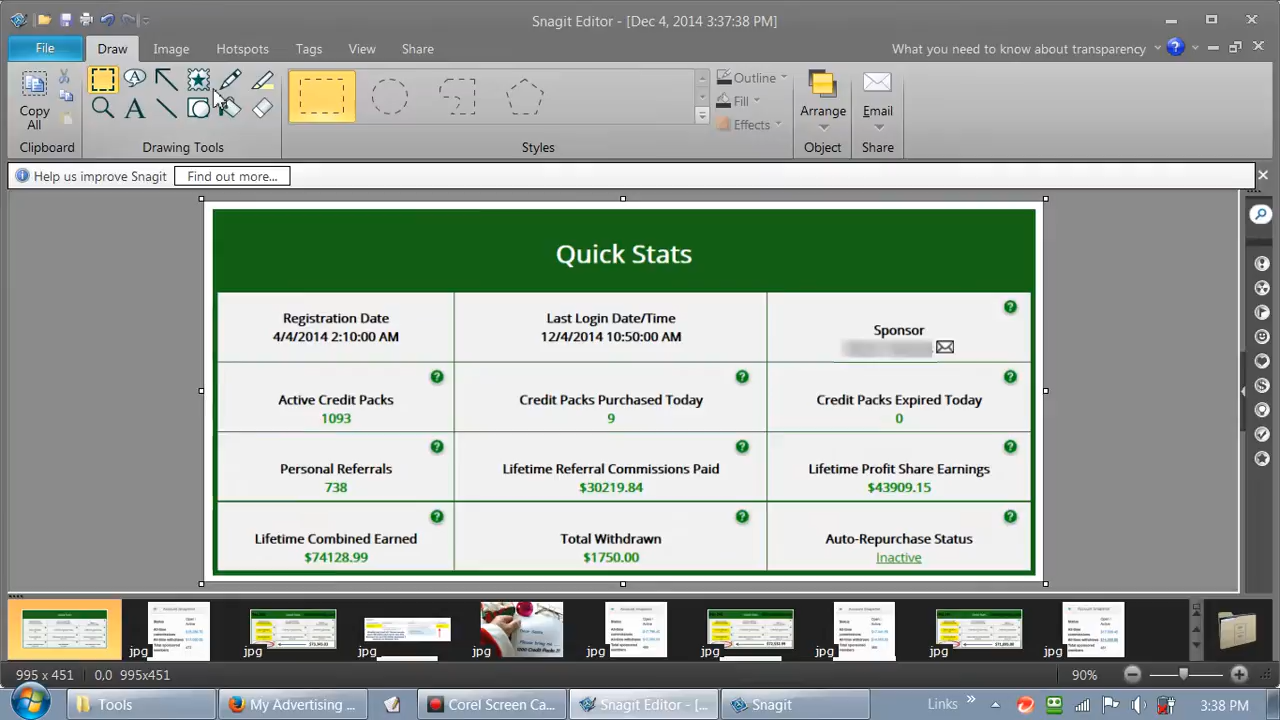 Snagit Editor - [Dec 4, 2014 3:37:38 PM]
File
Draw
Image
Hotspots
Tags
View
Share
What you need to know about transparency
Copy
All
Clipboard
Drawing Tools
Styles
Outline
Fill
Effects
Arrange
Object
Email
Share
Help us improve Snagit
Find out more...
Quick Stats
Registration Date
4/4/2014 2:10:00 AM
Last Login Date/Time
12/4/2014 10:50:00 AM
Sponsor
Active Credit Packs
1093
Credit Packs Purchased Today
9
Credit Packs Expired Today
0
Personal Referrals
738
Lifetime Referral Commissions Paid
$30219.84
Lifetime Profit Share Earnings
$43909.15
Lifetime Combined Earned
$74128.99
Total Withdrawn
$1750.00
Auto-Repurchase Status
Inactive
jpg
jpg
jpg
jpg
jpg
jpg
jpg
jpg
jpg
995 x 451
0,0 995x451
90%
Tools
My Advertising ...
Corel Screen Ca...
Snagit Editor - [...
Snagit
Links
3:38 PM